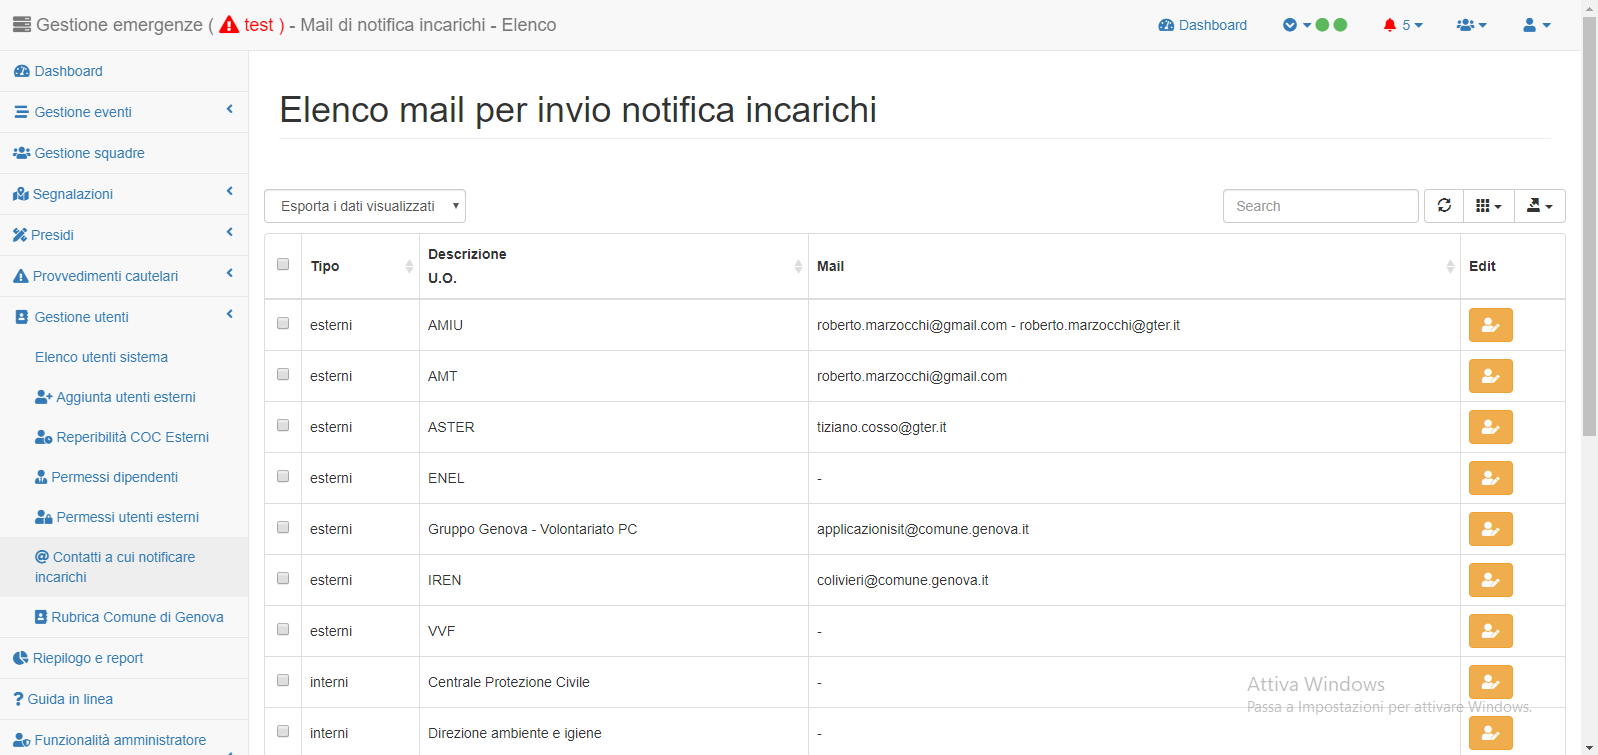 Gestione emergenze ( test ) - Mail di notifica incarichi - Elenco
Dashboard
5
Dashboard
Gestione eventi
Gestione squadre
Segnalazioni
Presidi
Provvedimenti cautelari
Gestione utenti
Elenco utenti sistema
Aggiunta utenti esterni
Reperibilità COC Esterni
Permessi dipendenti
Permessi utenti esterni
@ Contatti a cui notificare
incarichi
Rubrica Comune di Genova
Riepilogo e report
? Guida in linea
Funzionalità amministratore
Elenco mail per invio notifica incarichi
Esporta i dati visualizzati
Search
Tipo
Descrizione
U.O.
Mail
Edit
esterni AMIU roberto.marzocchi@gmail.com - roberto.marzocchi@gter.it
esterni AMT roberto.marzocchi@gmail.com
esterni ASTER tiziano.cosso@gter.it
esterni ENEL -
esterni Gruppo Genova - Volontariato PC applicazionisit@comune.genova.it
esterni IREN colivieri@comune.genova.it
esterni VVF -
interni Centrale Protezione Civile -
interni Direzione ambiente e igiene -
Attiva Windows
Passa a Impostazioni per attivare Windows.